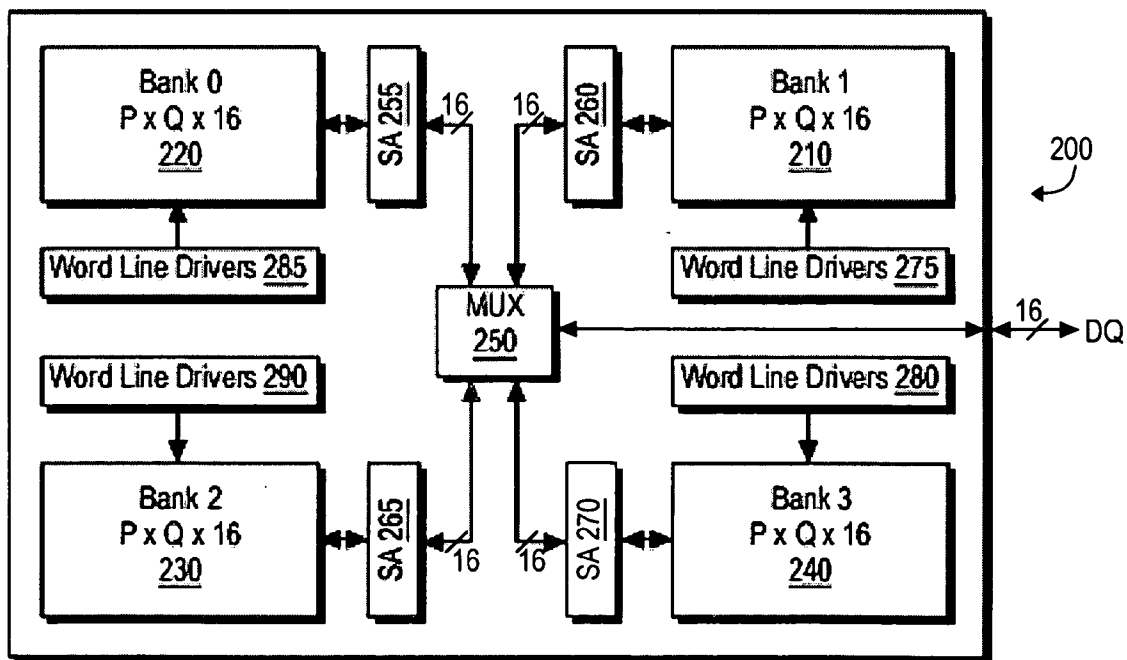 Bank 0
P x Q x 16
220
SA 255
16
16
SA 260
Bank 1
P x Q x 16
210
200
Word Line Drivers 285
Word Line Drivers 275
MUX
250
16
DQ
Word Line Drivers 290
Word Line Drivers 280
Bank 2
P x Q x 16
230
SA 265
16
16
SA 270
Bank 3
P x Q x 16
240